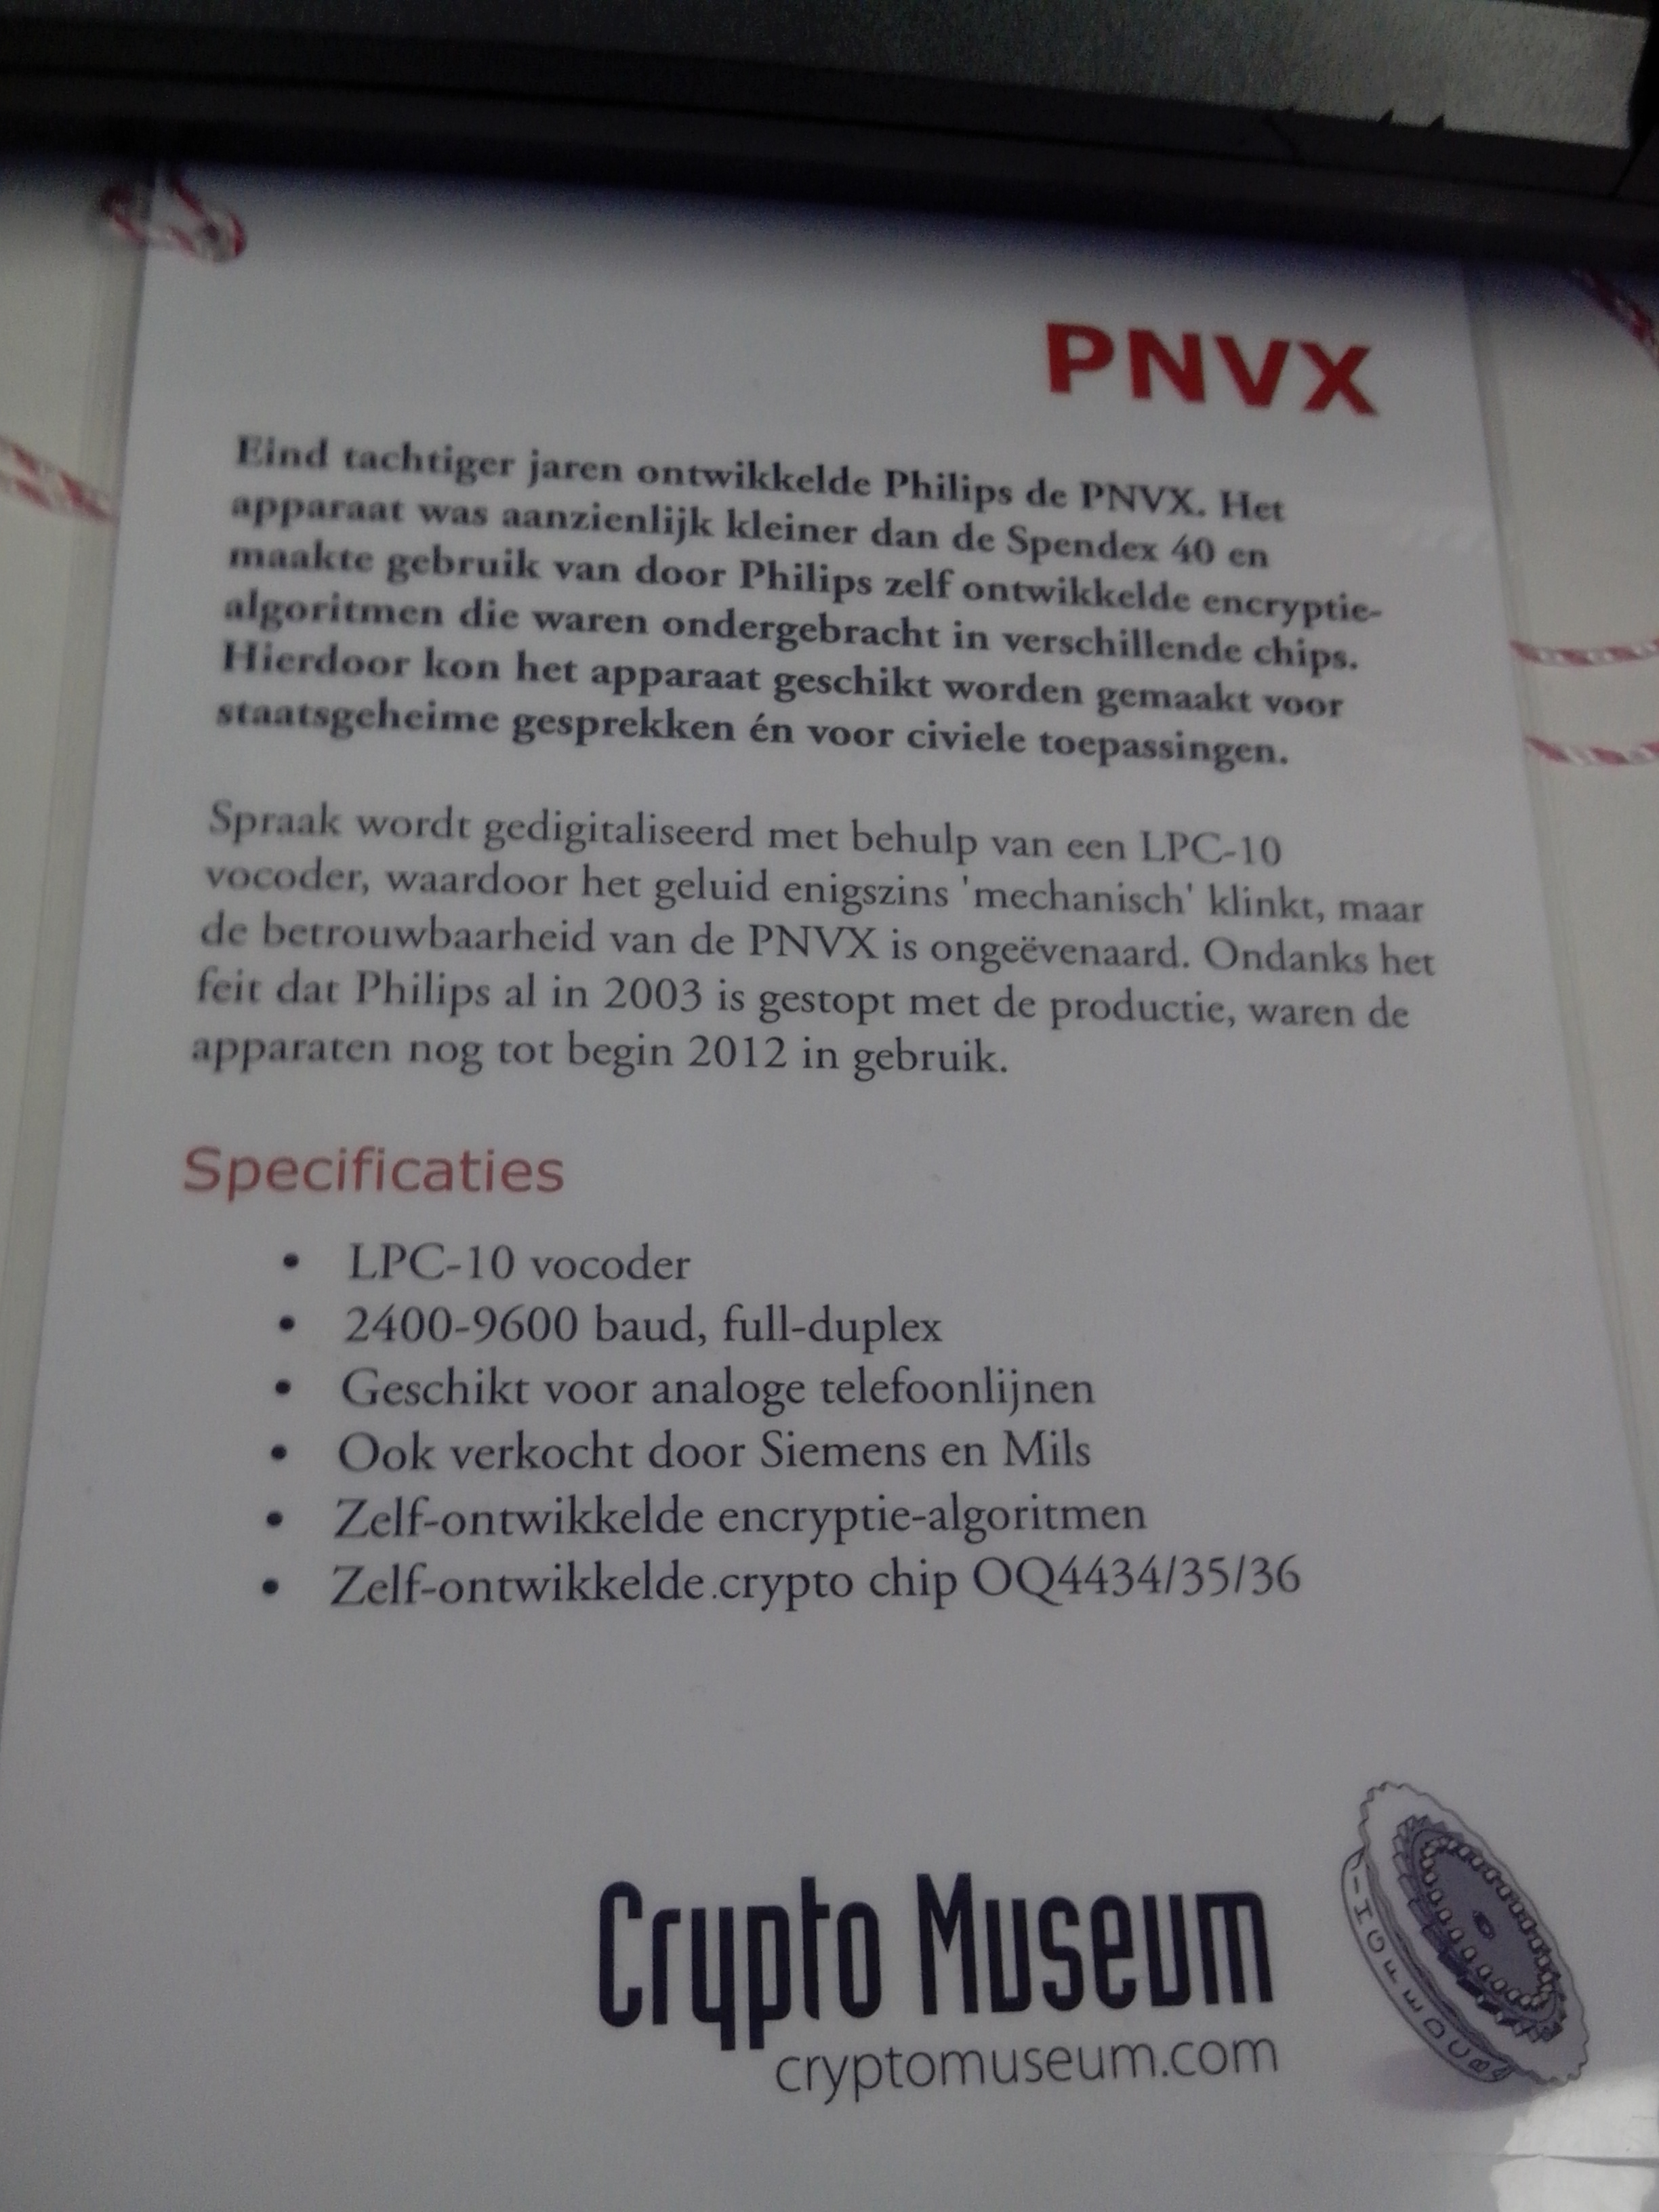 PNVX
Eind tachtiger jaren ontwikkelde Philips de PNVX. Het
apparaat was aanzienlijk kleiner dan de Spendex 40 en
maakte gebruik van door Philips zelf ontwikkelde encryptie-
algoritmen die waren ondergebracht in verschillende chips.
Hierdoor kon het apparaat geschikt worden gemaakt voor
staatsgeheime gesprekken én voor civiele toepassingen.
Spraak wordt gedigitaliseerd met behulp van een LPC-10
vocoder, waardoor het geluid enigszins 'mechanisch' klinkt, maar
de betrouwbaarheid van de PNVX is ongeëvenaard. Ondanks het
feit dat Philips al in 2003 is gestopt met de productie, waren de
apparaten nog tot begin 2012 in gebruik.
Specificaties
• LPC-10 vocoder
• 2400-9600 baud, full-duplex
• Geschikt voor analoge telefoonlijnen
• Ook verkocht door Siemens en Mils
• Zelf-ontwikkelde encryptie-algoritmen
• Zelf-ontwikkelde crypto chip OQ4434/35/36
Crypto Museum
cryptomuseum.com